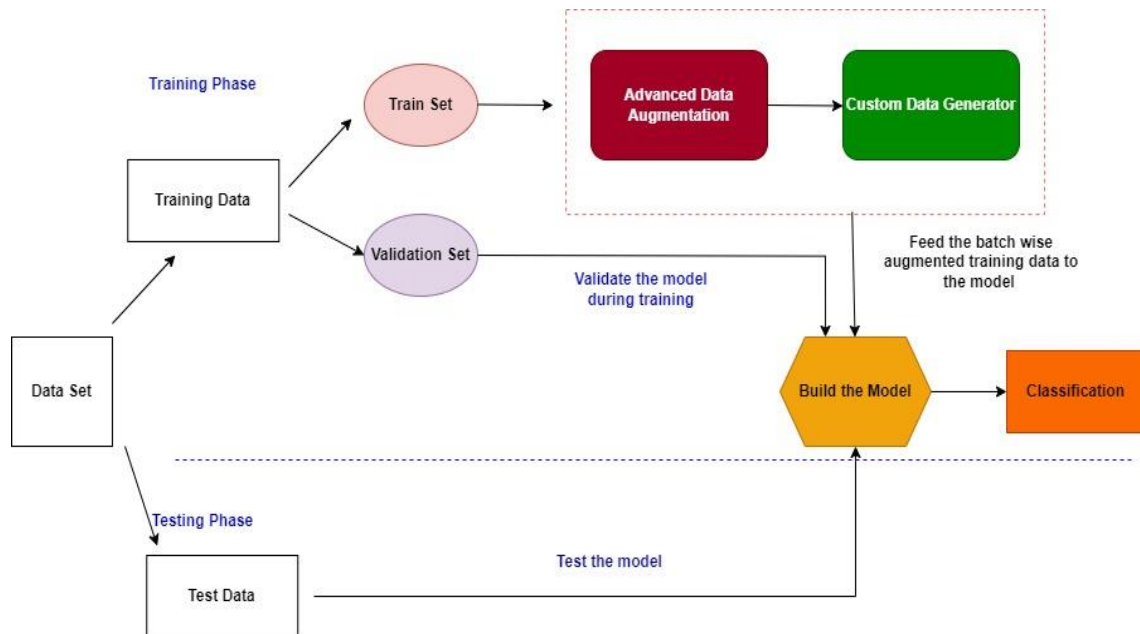 Training Phase
Train Set
Advanced Data
Augmentation
Custom Data Generator
Training Data
Validation Set
Validate the model
during training
Feed the batch wise
augmented training data to
the model
Data Set
Build the Model
Classification
Testing Phase
Test the model
Test Data